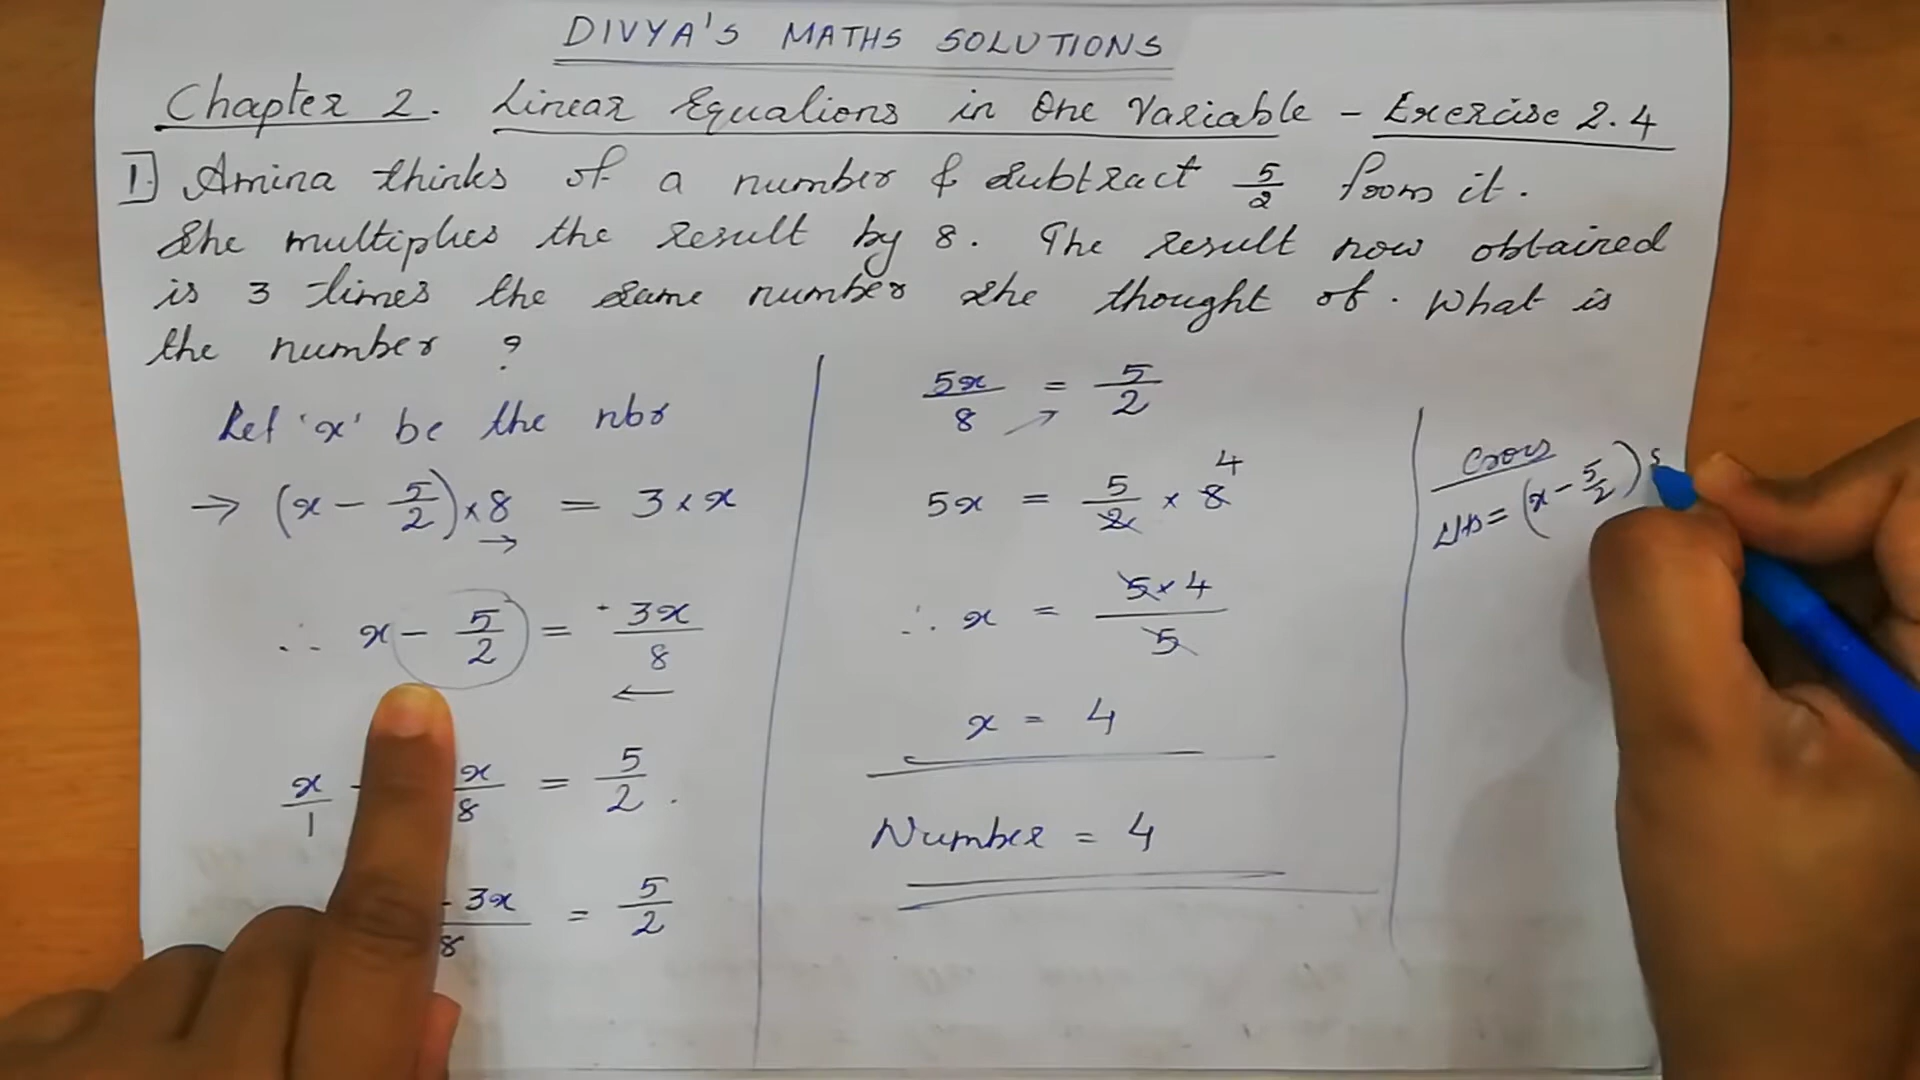 DIVYA'S MATHS SOLUTIONS
Chapter 2. Linear Equations in One Variable - Exercise 2.4
1.) Amina thinks of a number & subtract 5/2 from it.
She multiplies the result by 8. The result now obtained
is 3 times the same number she thought of. What is
the number ?
Let 'x' be the nbr
→ (x - 5/2) × 8 = 3 × x
∴ x - 5/2 = 3x/8
x/1 - x/8 = 5/2 .
- 3x/8 = 5/2
5x/8 = 5/2
5x = 5/2 × 8 4
∴ x = 5×4/5
x = 4
Number = 4
= (x - 5/2)